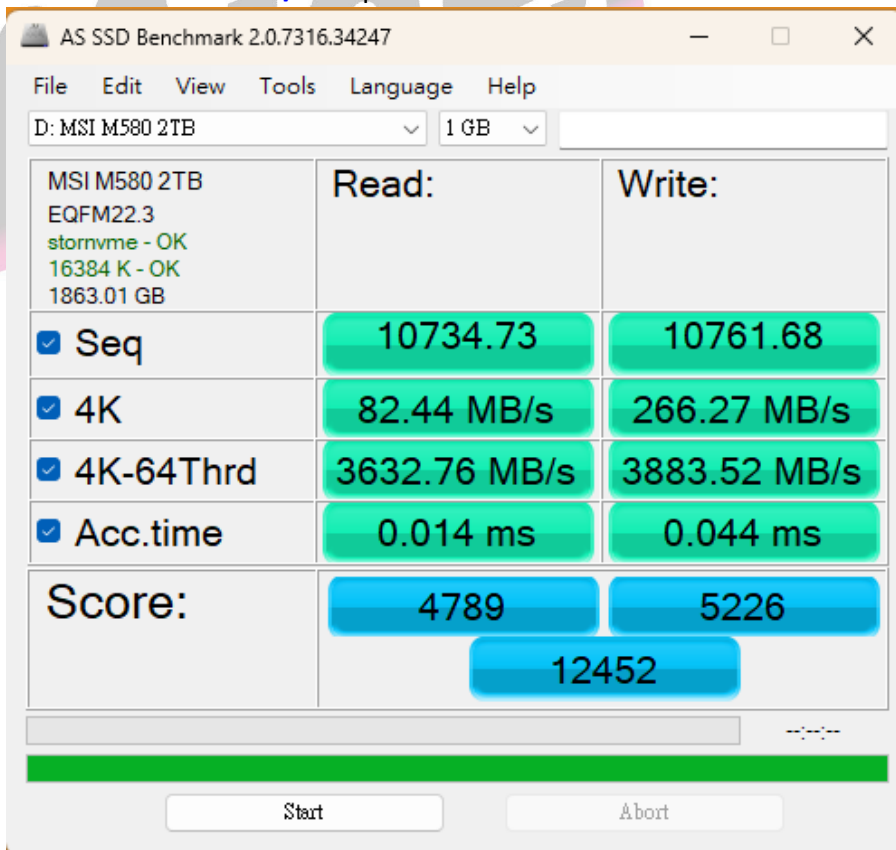 AS SSD Benchmark 2.0.7316.34247
File Edit View Tools Language Help
D: MSI M580 2TB 1 GB
MSI M580 2TB
EQFM22.3
stornvme - OK
16384 K - OK
1863.01 GB
Read: Write:
Seq 10734.73 10761.68
4K 82.44 MB/s 266.27 MB/s
4K-64Thrd 3632.76 MB/s 3883.52 MB/s
Acc.time 0.014 ms 0.044 ms
Score: 4789 5226
12452
--:--:--
Start Abort